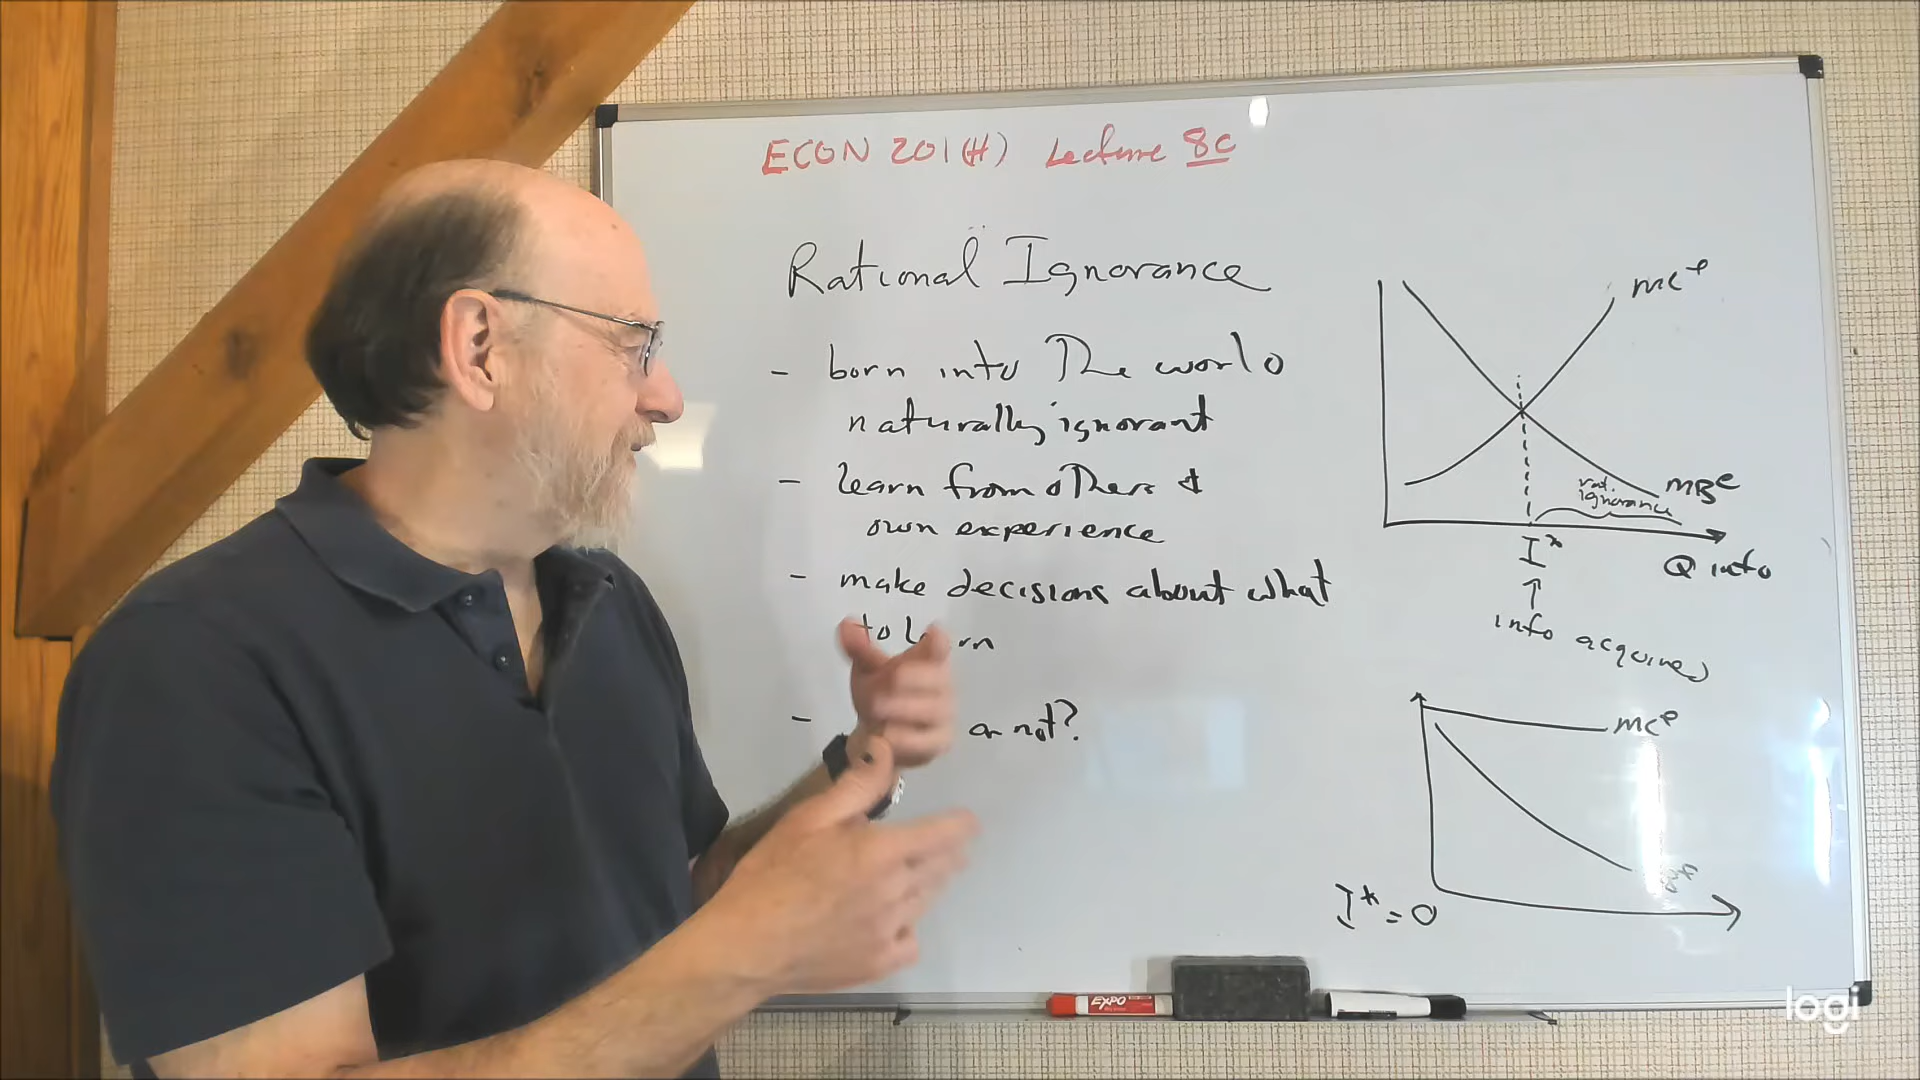 ECON 201(H) Lecture 8c
Rational Ignorance
- born into The world
naturally ignorant
- learn from others &
own experience
- make decisions about what
to
- or not?
MC^e
MB^e
rat.
ignorance
I*
Q info
↑
info acquired
MC^e
I* = 0
EXPO
logi